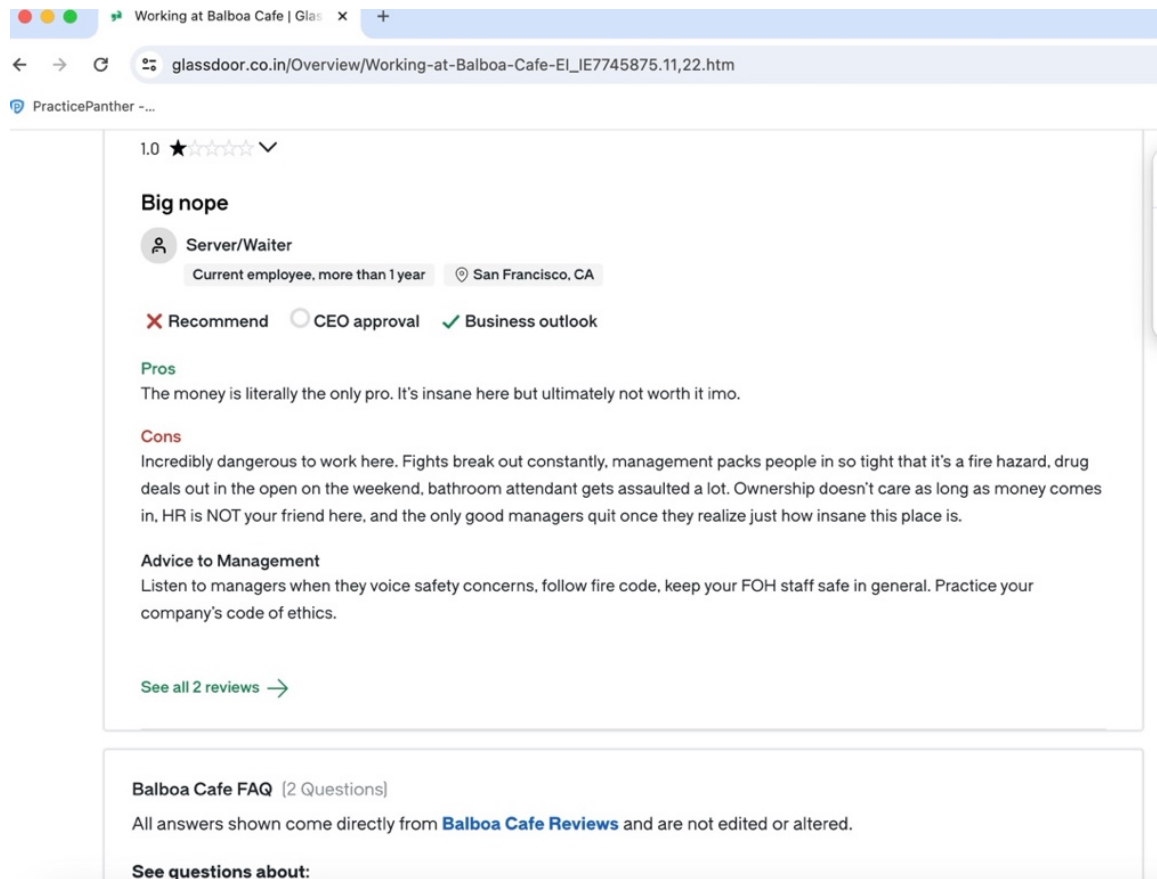 Working at Balboa Cafe | Glas
glassdoor.co.in/Overview/Working-at-Balboa-Cafe-EI_IE7745875.11,22.htm
PracticePanther -...
1.0
Big nope
Server/Waiter
Current employee, more than 1 year San Francisco, CA
Recommend CEO approval Business outlook
Pros
The money is literally the only pro. It's insane here but ultimately not worth it imo.
Cons
Incredibly dangerous to work here. Fights break out constantly, management packs people in so tight that it's a fire hazard, drug
deals out in the open on the weekend, bathroom attendant gets assaulted a lot. Ownership doesn't care as long as money comes
in, HR is NOT your friend here, and the only good managers quit once they realize just how insane this place is.
Advice to Management
Listen to managers when they voice safety concerns, follow fire code, keep your FOH staff safe in general. Practice your
company's code of ethics.
See all 2 reviews
Balboa Cafe FAQ (2 Questions)
All answers shown come directly from Balboa Cafe Reviews and are not edited or altered.
See questions about: